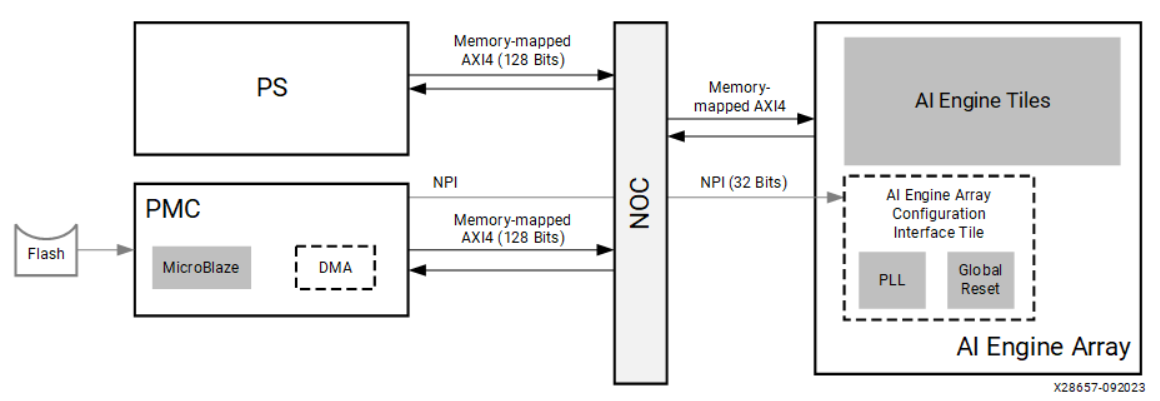 Memory-mapped
AXI4 (128 Bits)
PS
Memory-
mapped AXI4
AI Engine Tiles
NPI
NPI (32 Bits)
PMC
Memory-mapped
AXI4 (128 Bits)
Flash
MicroBlaze
DMA
NOC
AI Engine Array
Configuration
Interface Tile
PLL
Global
Reset
AI Engine Array
X28657-092023